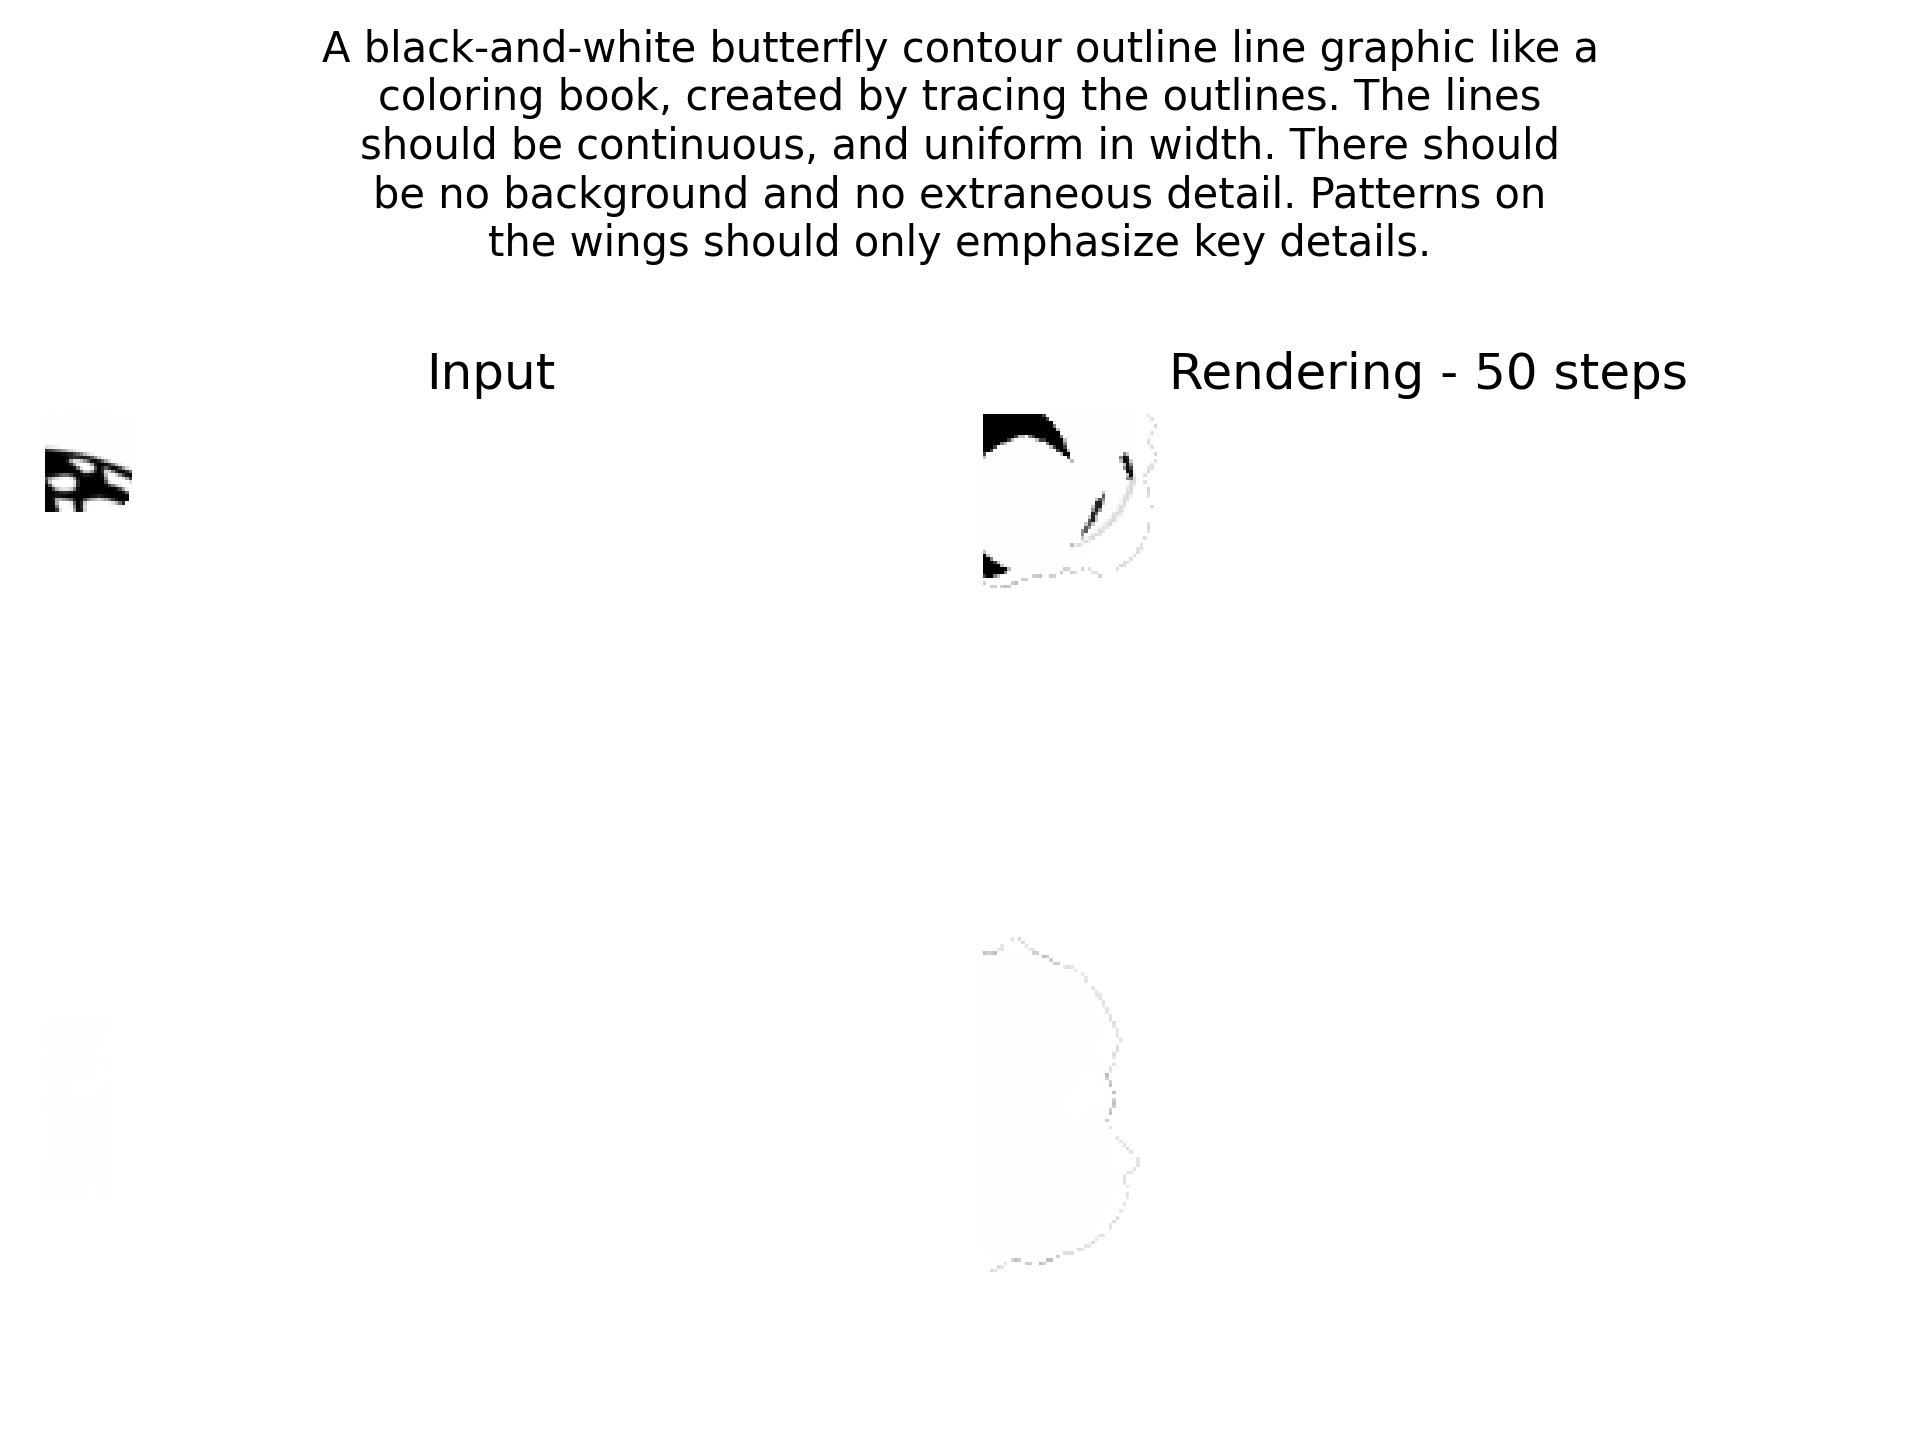 A black-and-white butterfly contour outline line graphic like a
coloring book, created by tracing the outlines. The lines
should be continuous, and uniform in width. There should
be no background and no extraneous detail. Patterns on
the wings should only emphasize key details.
Input
Rendering - 50 steps